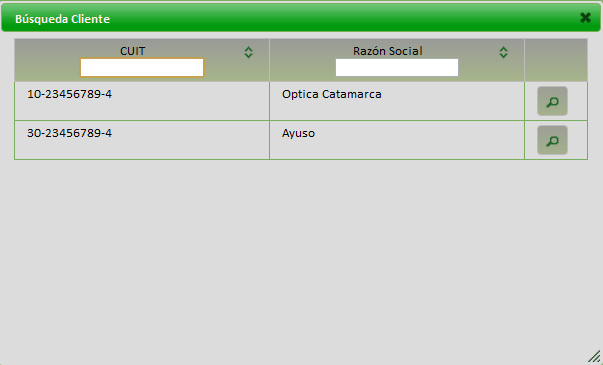 Búsqueda Cliente
CUIT Razón Social
10-23456789-4 Optica Catamarca
30-23456789-4 Ayuso